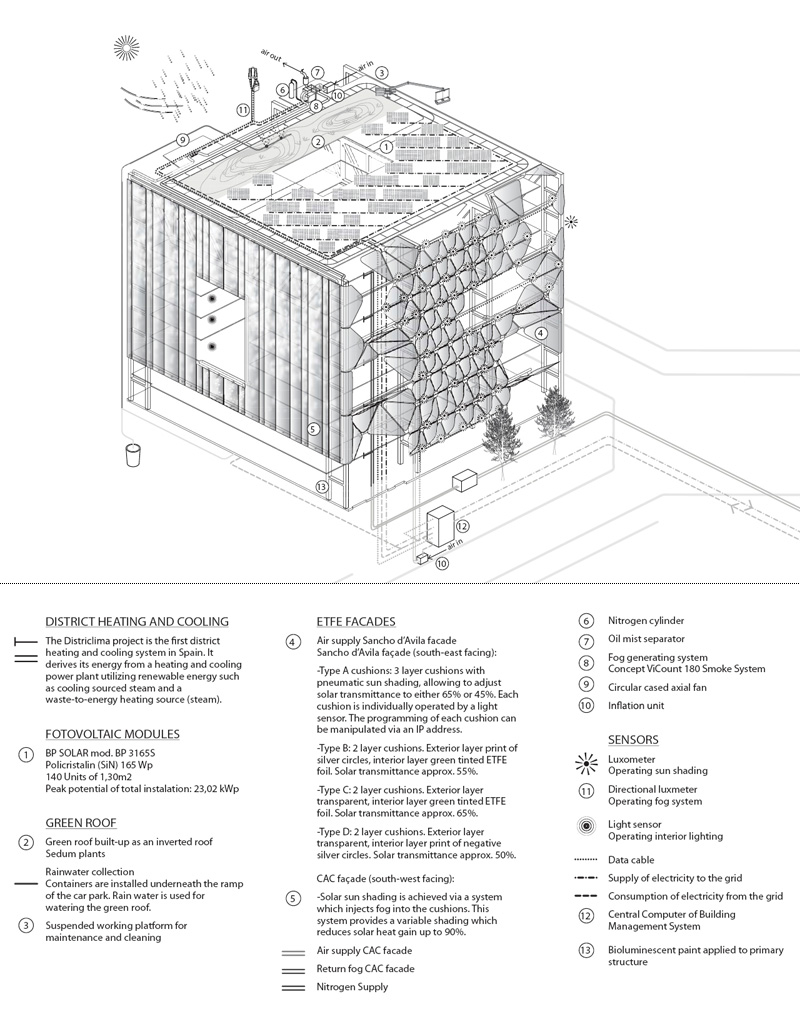 air out
7
air in
3
6
10
8
11
9
2
1
4
5
13
12
air in
10
DISTRICT HEATING AND COOLING
The Districlima project is the first district
heating and cooling system in Spain. It
derives its energy from a heating and cooling
power plant utilizing renewable energy such
as cooling sourced steam and a
waste-to-energy heating source (steam).
FOTOVOLTAIC MODULES
1
BP SOLAR mod. BP 3165S
Policristalin (SiN) 165 Wp
140 Units of 1,30m2
Peak potential of total instalation: 23,02 kWp
GREEN ROOF
2
Green roof built-up as an inverted roof
Sedum plants
Rainwater collection
Containers are installed underneath the ramp
of the car park. Rain water is used for
watering the green roof.
3
Suspended working platform for
maintenance and cleaning
ETFE FACADES
4
Air supply Sancho d'Avila facade
Sancho d'Avila façade (south-east facing):
-Type A cushions: 3 layer cushions with
pneumatic sun shading, allowing to adjust
solar transmittance to either 65% or 45%. Each
cushion is individually operated by a light
sensor. The programming of each cushion can
be manipulated via an IP address.
-Type B: 2 layer cushions. Exterior layer print of
silver circles, interior layer green tinted ETFE
foil. Solar transmittance approx. 55%.
-Type C: 2 layer cushions. Exterior layer
transparent, interior layer green tinted ETFE
foil. Solar transmittance approx. 65%.
-Type D: 2 layer cushions. Exterior layer
transparent, interior layer print of negative
silver circles. Solar transmittance approx. 50%.
CAC façade (south-west facing):
5
-Solar sun shading is achieved via a system
which injects fog into the cushions. This
system provides a variable shading which
reduces solar heat gain up to 90%.
Air supply CAC facade
Return fog CAC facade
Nitrogen Supply
6 Nitrogen cylinder
7 Oil mist separator
8 Fog generating system
Concept ViCount 180 Smoke System
9 Circular cased axial fan
10 Inflation unit
SENSORS
Luxometer
Operating sun shading
11 Directional luxmeter
Operating fog system
Light sensor
Operating interior lighting
Data cable
Supply of electricity to the grid
Consumption of electricity from the grid
12 Central Computer of Building
Management System
13 Bioluminescent paint applied to primary
structure